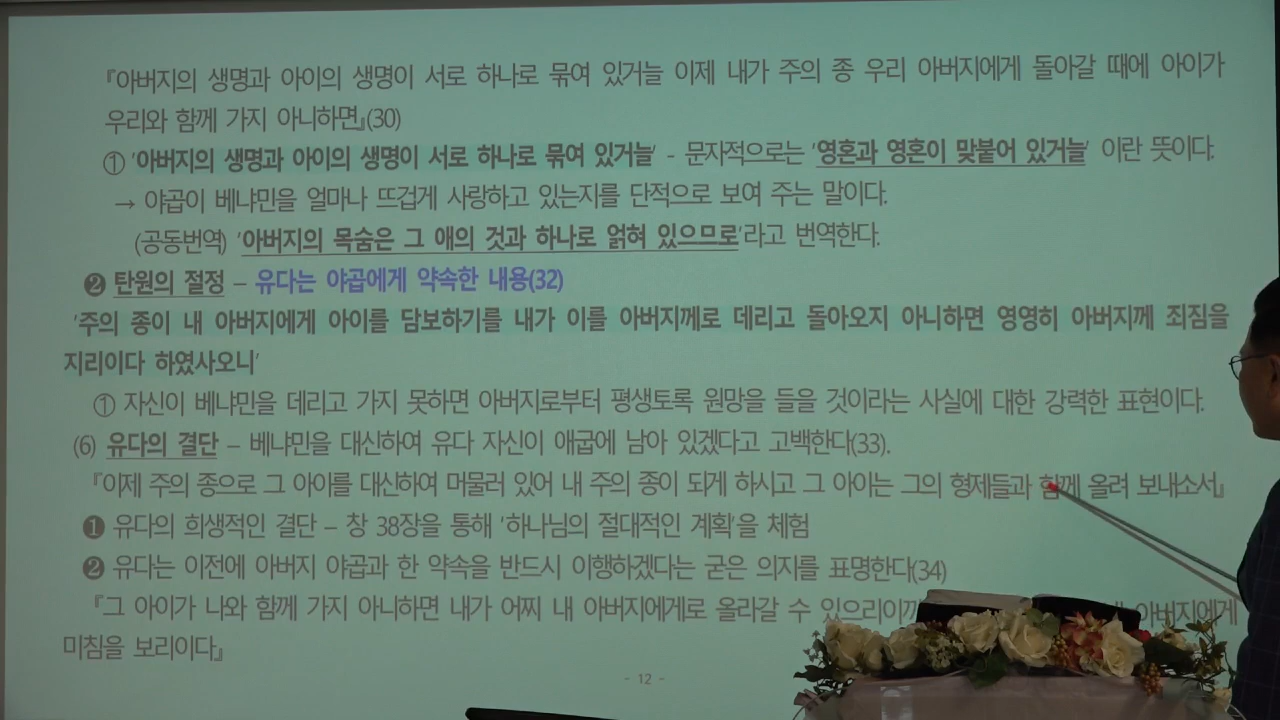 『아버지의 생명과 아이의 생명이 서로 하나로 묶여 있거늘 이제 내가 주의 종 우리 아버지에게 돌아갈 때에 아이가
우리와 함께 가지 아니하면』(30)
① '아버지의 생명과 아이의 생명이 서로 하나로 묶여 있거늘' - 문자적으로는 '영혼과 영혼이 맞붙어 있거늘' 이란 뜻이다.
→ 야곱이 베냐민을 얼마나 뜨겁게 사랑하고 있는지를 단적으로 보여 주는 말이다.
(공동번역) '아버지의 목숨은 그 애의 것과 하나로 얽혀 있으므로'라고 번역한다.
❷ 탄원의 절정 – 유다는 야곱에게 약속한 내용(32)
'주의 종이 내 아버지에게 아이를 담보하기를 내가 이를 아버지께로 데리고 돌아오지 아니하면 영영히 아버지께 죄짐을
지리이다 하였사오니'
① 자신이 베냐민을 데리고 가지 못하면 아버지로부터 평생토록 원망을 들을 것이라는 사실에 대한 강력한 표현이다.
(6) 유다의 결단 – 베냐민을 대신하여 유다 자신이 애굽에 남아 있겠다고 고백한다(33).
『이제 주의 종으로 그 아이를 대신하여 머물러 있어 내 주의 종이 되게 하시고 그 아이는 그의 형제들과 함께 올려 보내소서』
❶ 유다의 희생적인 결단 – 창 38장을 통해 '하나님의 절대적인 계획'을 체험
❷ 유다는 이전에 아버지 야곱과 한 약속을 반드시 이행하겠다는 굳은 의지를 표명한다(34)
『그 아이가 나와 함께 가지 아니하면 내가 어찌 내 아버지에게로 올라갈 수 있으리이까 아버지에게
미침을 보리이다』
- 12 -